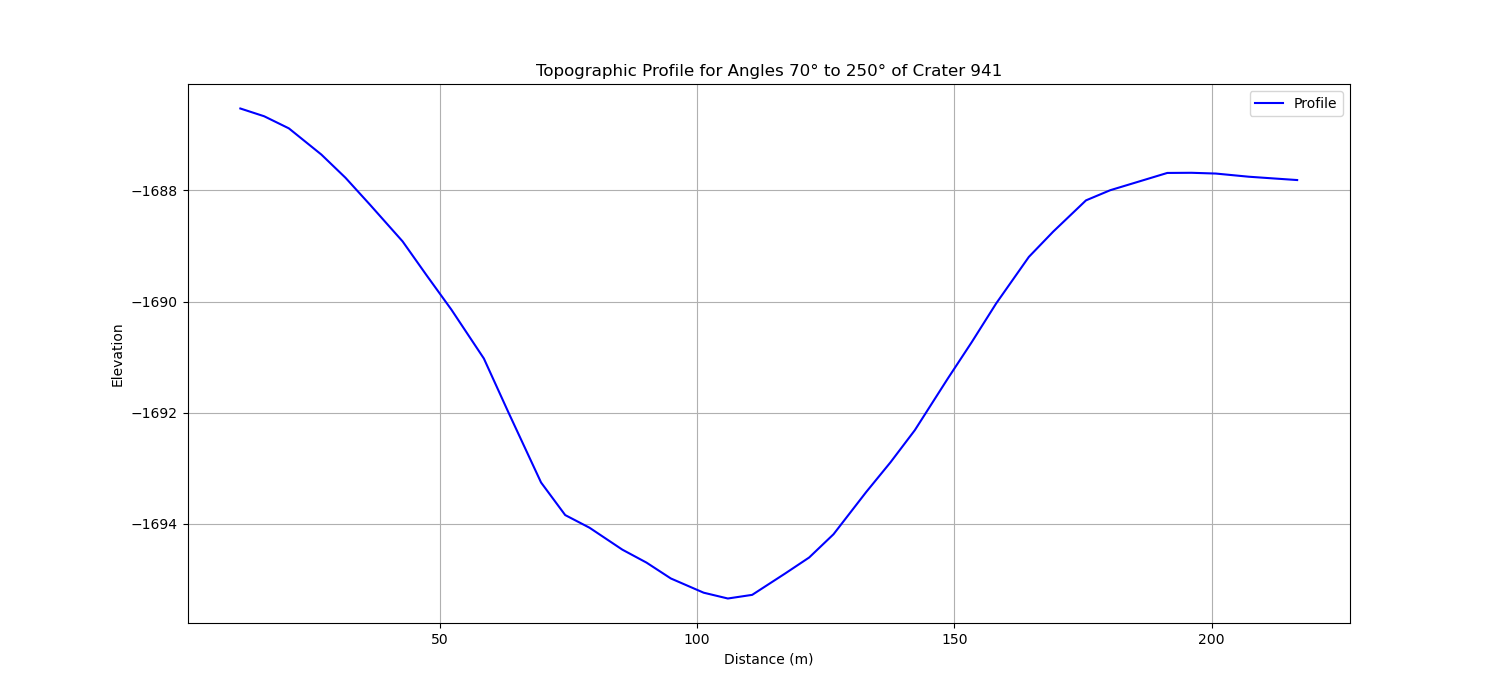 Topographic Profile for Angles 70° to 250° of Crater 941
Profile
−1688
−1690
−1692
−1694
Elevation
50
100
150
200
Distance (m)